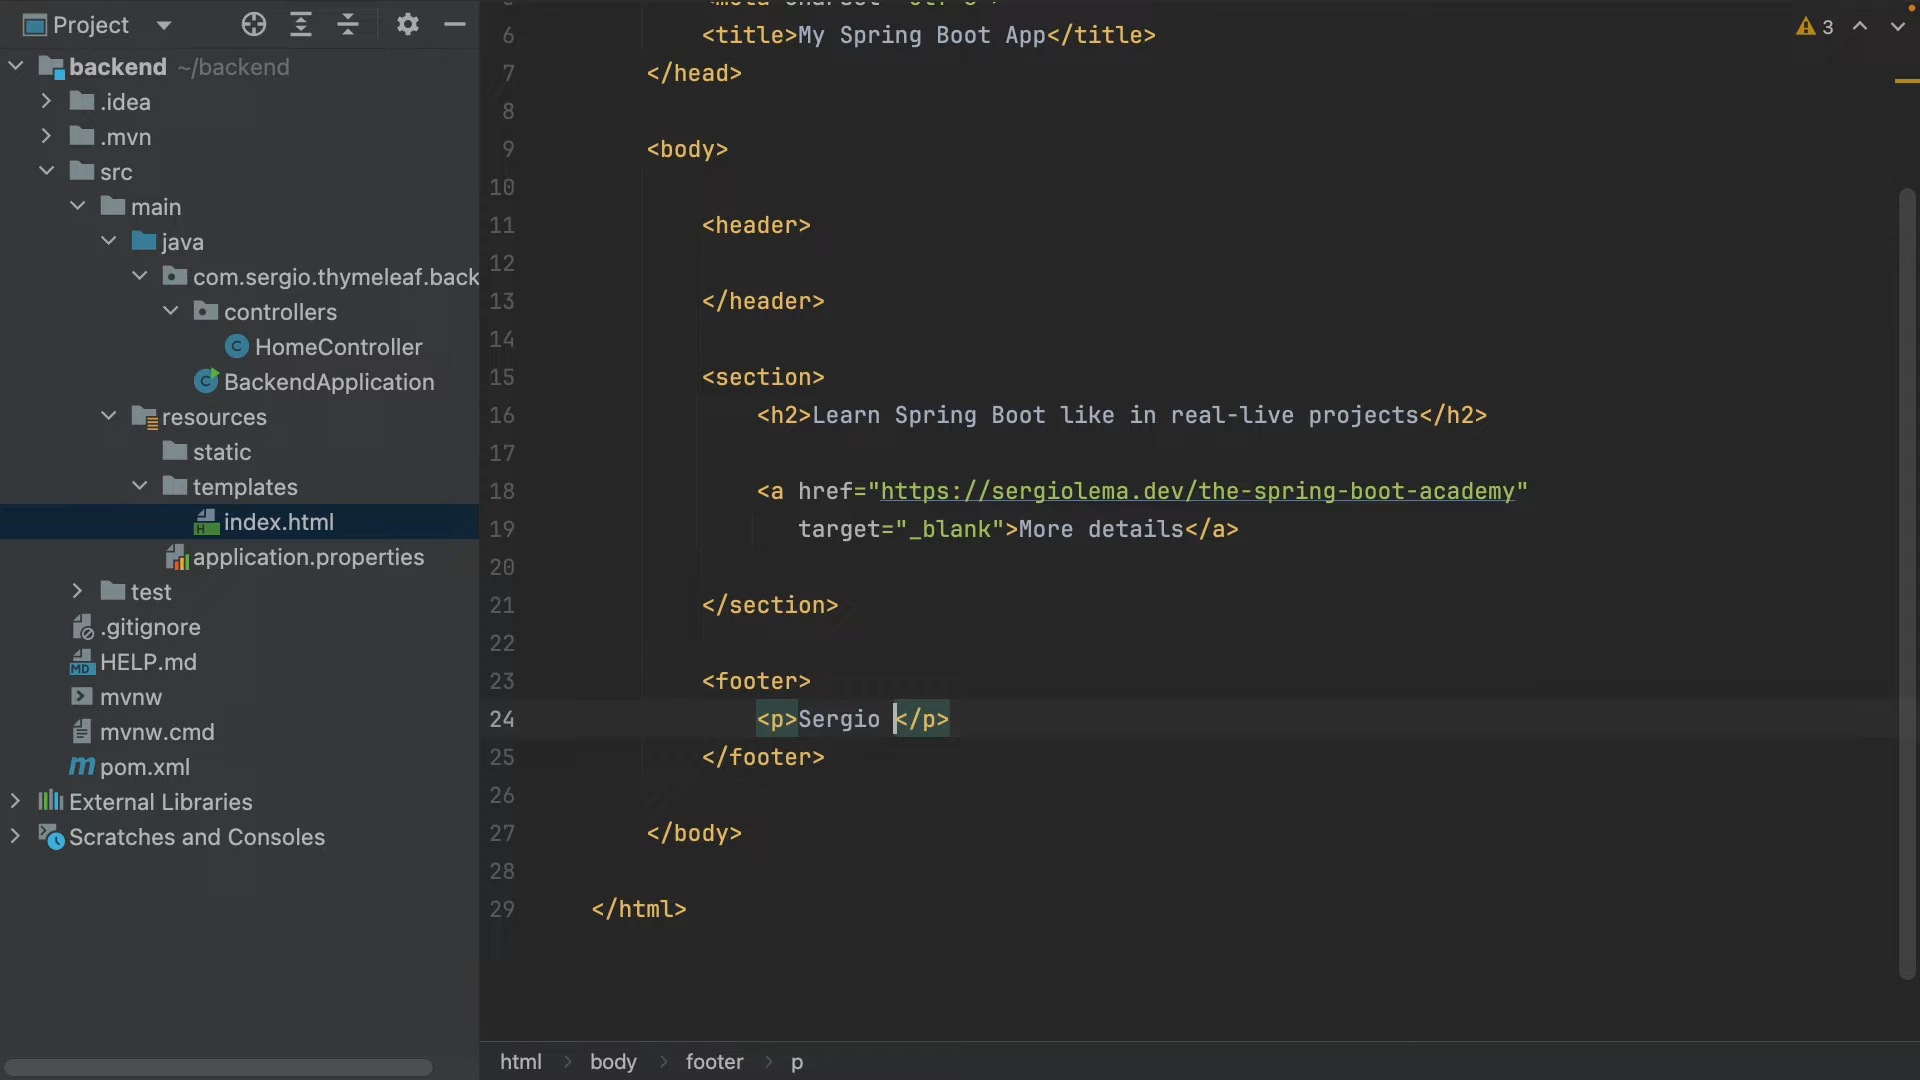 Project
3
backend ~/backend
.idea
.mvn
src
main
java
com.sergio.thymeleaf.back
controllers
C HomeController
C BackendApplication
resources
static
templates
H index.html
application.properties
test
.gitignore
MD HELP.md
mvnw
mvnw.cmd
m pom.xml
External Libraries
Scratches and Consoles
6 <title>My Spring Boot App</title>
7 </head>
8
9 <body>
10
11 <header>
12
13 </header>
14
15 <section>
16 <h2>Learn Spring Boot like in real-live projects</h2>
17
18 <a href="https://sergiolema.dev/the-spring-boot-academy"
19 target="_blank">More details</a>
20
21 </section>
22
23 <footer>
24 <p>Sergio </p>
25 </footer>
26
27 </body>
28
29 </html>
html > body > footer > p